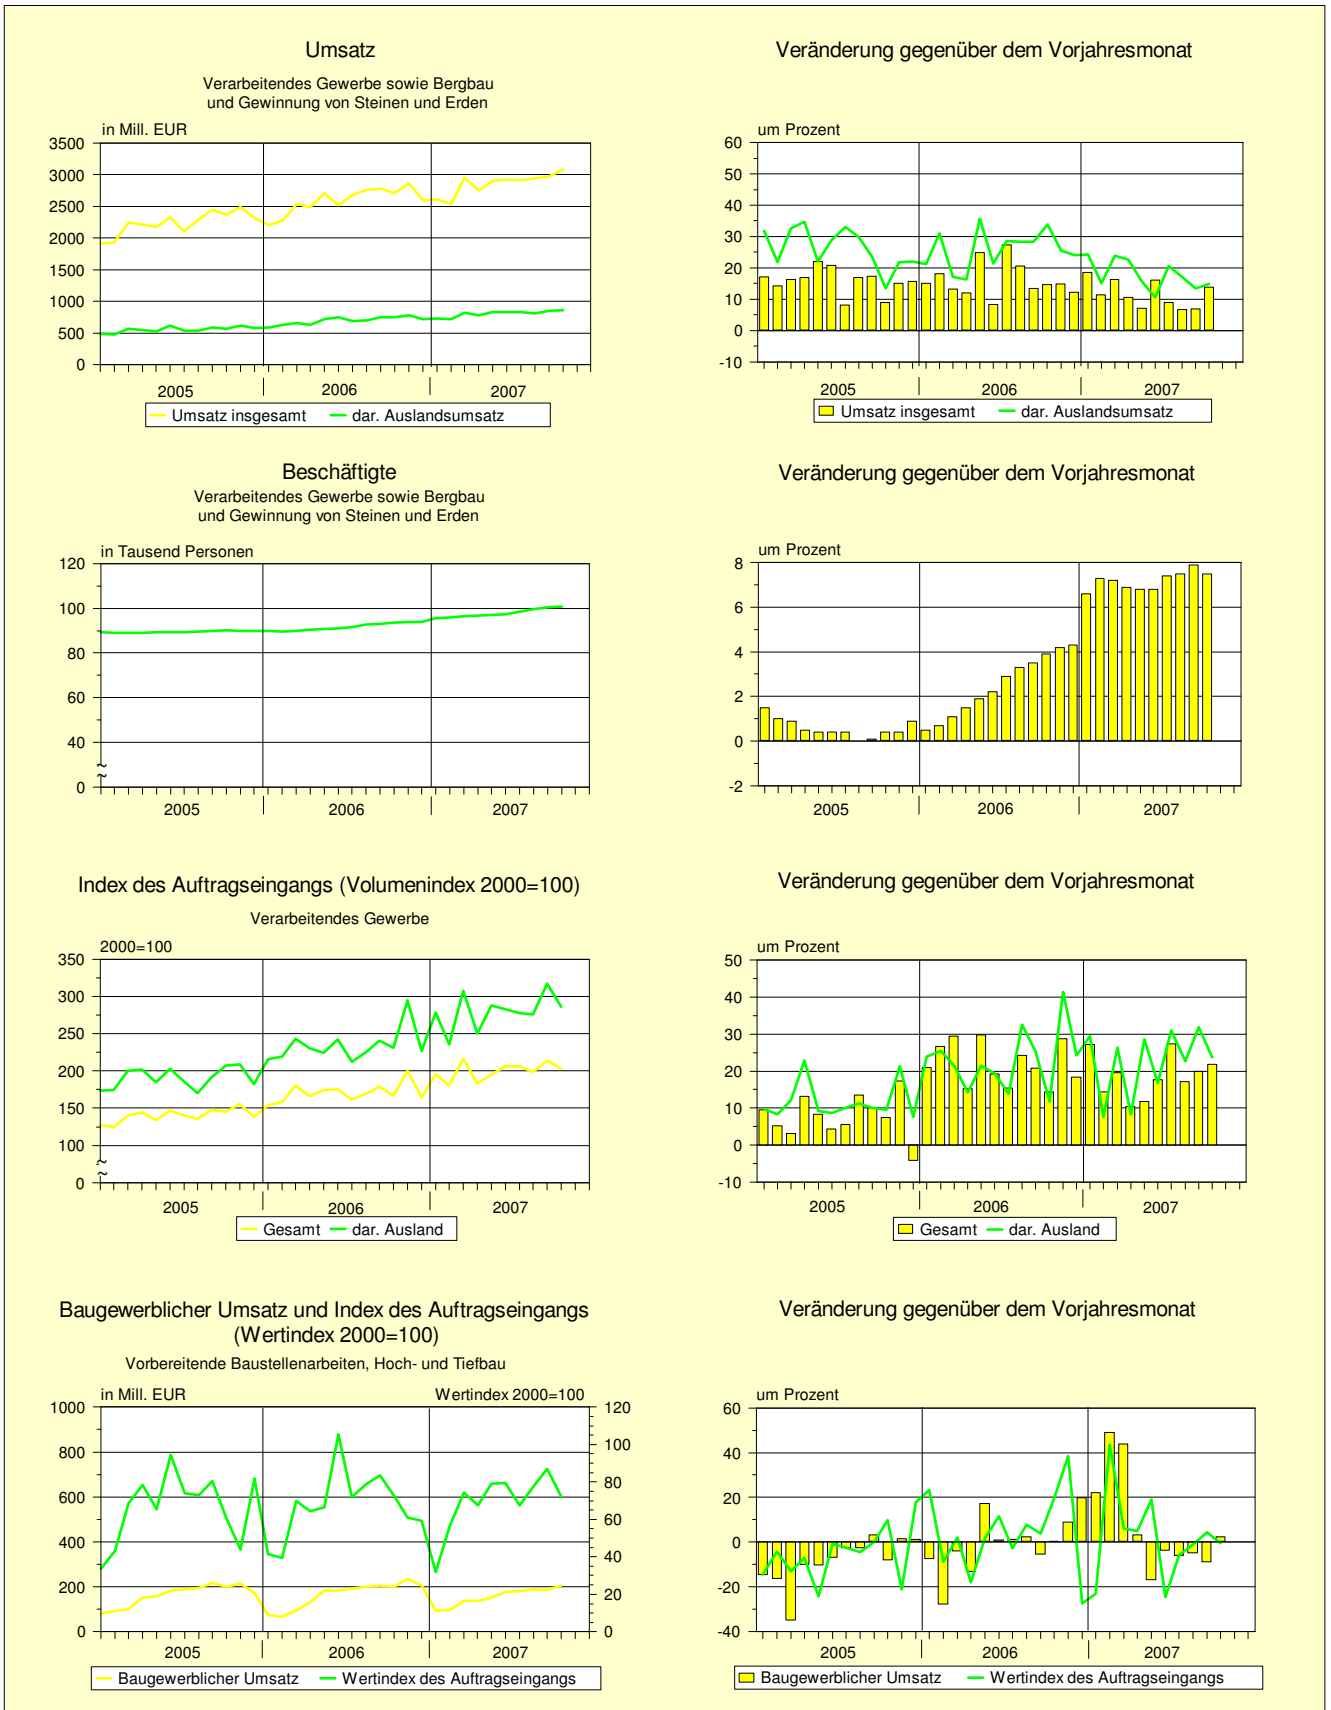 Umsatz
Verarbeitendes Gewerbe sowie Bergbau
und Gewinnung von Steinen und Erden
in Mill. EUR
3500
3000
2500
2000
1500
1000
500
0
2005 2006 2007
Umsatz insgesamt dar. Auslandsumsatz
Veränderung gegenüber dem Vorjahresmonat
um Prozent
60
50
40
30
20
10
0
-10
2005 2006 2007
Umsatz insgesamt dar. Auslandsumsatz
Beschäftigte
Verarbeitendes Gewerbe sowie Bergbau
und Gewinnung von Steinen und Erden
in Tausend Personen
120
100
80
60
40
0
2005 2006 2007
Veränderung gegenüber dem Vorjahresmonat
um Prozent
8
6
4
2
0
-2
2005 2006 2007
Index des Auftragseingangs (Volumenindex 2000=100)
Verarbeitendes Gewerbe
2000=100
350
300
250
200
150
100
0
2005 2006 2007
Gesamt dar. Ausland
Veränderung gegenüber dem Vorjahresmonat
um Prozent
50
40
30
20
10
0
-10
2005 2006 2007
Gesamt dar. Ausland
Baugewerblicher Umsatz und Index des Auftragseingangs
(Wertindex 2000=100)
Vorbereitende Baustellenarbeiten, Hoch- und Tiefbau
in Mill. EUR Wertindex 2000=100
1000 120
800 100
600 80
400 60
200 40
0 20
0
2005 2006 2007
Baugewerblicher Umsatz Wertindex des Auftragseingangs
Veränderung gegenüber dem Vorjahresmonat
um Prozent
60
40
20
0
-20
-40
2005 2006 2007
Baugewerblicher Umsatz Wertindex des Auftragseingangs